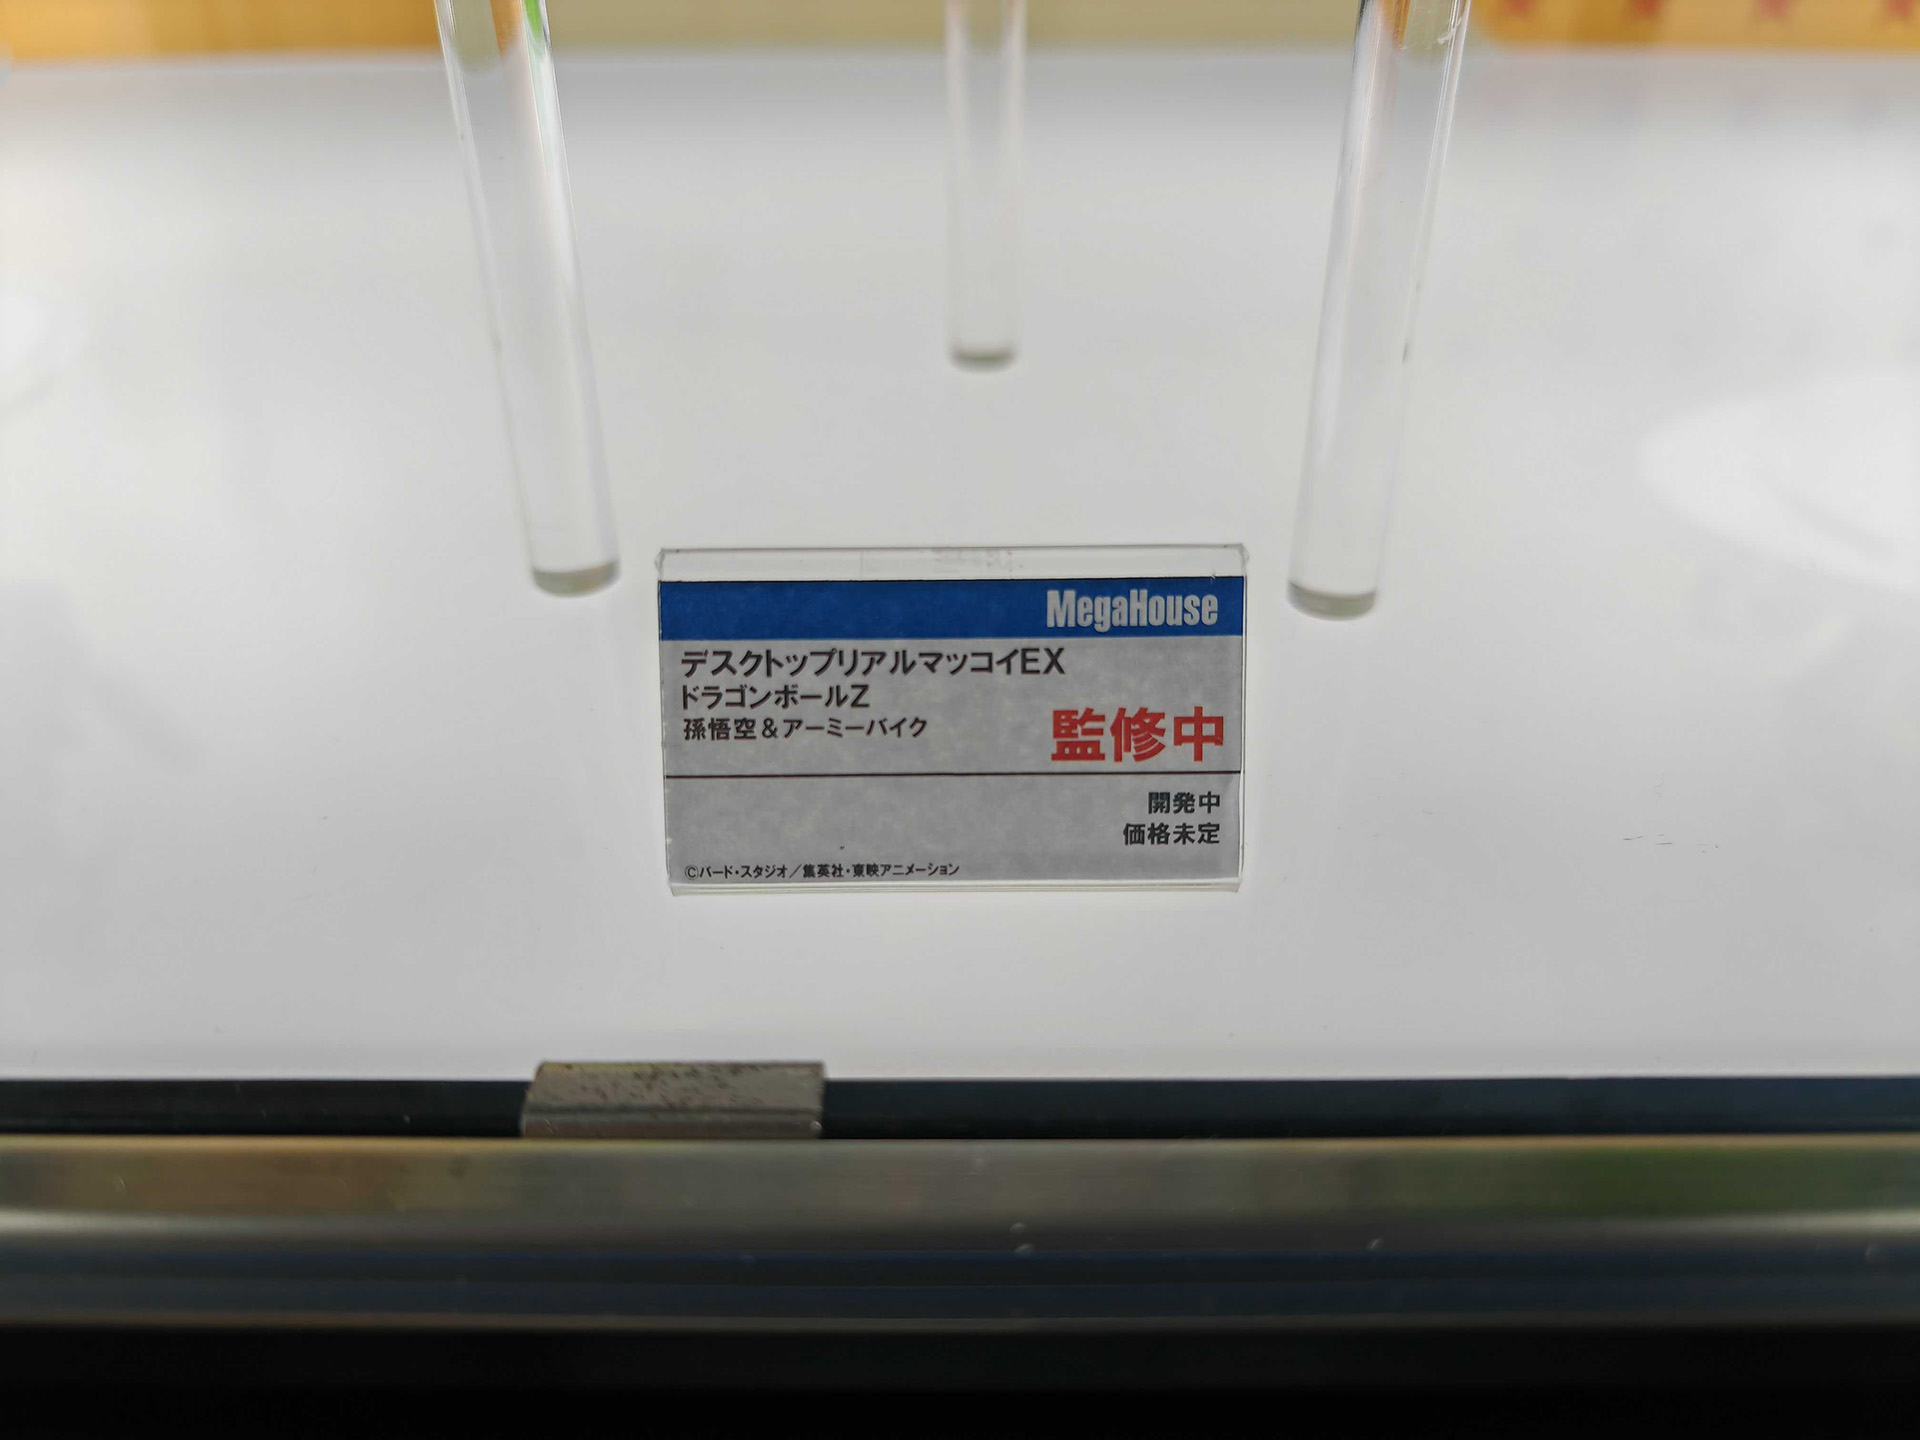 MegaHouse
デスクトップリアルマッコイEX
ドラゴンボールZ
孫悟空&アーミーバイク
監修中
開発中
価格未定
©バード・スタジオ/集英社・東映アニメーション